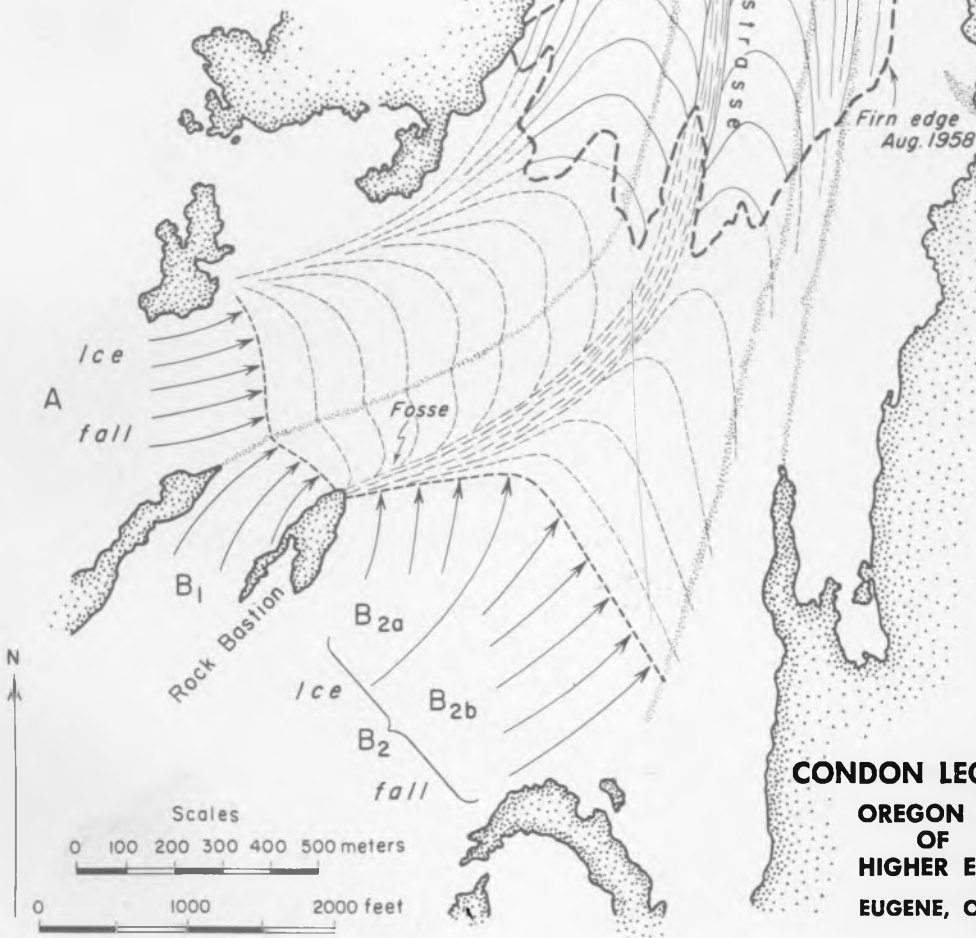 strasse
Firn edge
Aug. 1958
Ice
A
fall
Fosse
B1
Rock Bastion
B2a
Ice
B2b
B2
fall
N
Scales
0 100 200 300 400 500 meters
0 1000 2000 feet
CONDON LEC
OREGON
OF
HIGHER E
EUGENE, O